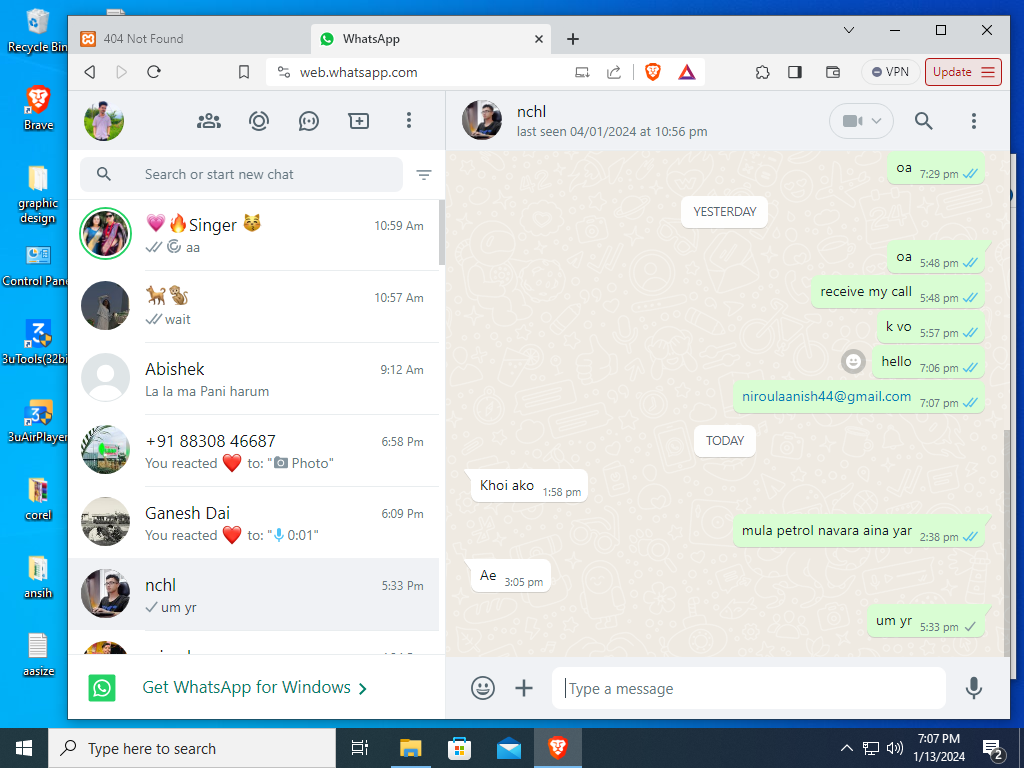 Recycle Bin
Brave
graphic
design
Control Pane
3uTools(32bi
3uAirPlayer
corel
ansih
aasize
404 Not Found
WhatsApp
web.whatsapp.com
VPN
Update
Search or start new chat
💗🔥Singer 😽
10:59 Am
aa
🐈🐒
10:57 Am
wait
Abishek
9:12 Am
La la ma Pani harum
+91 88308 46687
6:58 Pm
You reacted ❤️ to: "📷 Photo"
Ganesh Dai
6:09 Pm
You reacted ❤️ to: "🎤 0:01"
nchl
5:33 Pm
um yr
Get WhatsApp for Windows
nchl
last seen 04/01/2024 at 10:56 pm
oa 7:29 pm
YESTERDAY
oa 5:48 pm
receive my call 5:48 pm
k vo 5:57 pm
hello 7:06 pm
niroulaanish44@gmail.com 7:07 pm
TODAY
Khoi ako 1:58 pm
mula petrol navara aina yar 2:38 pm
Ae 3:05 pm
um yr 5:33 pm
Type a message
Type here to search
7:07 PM
1/13/2024
2